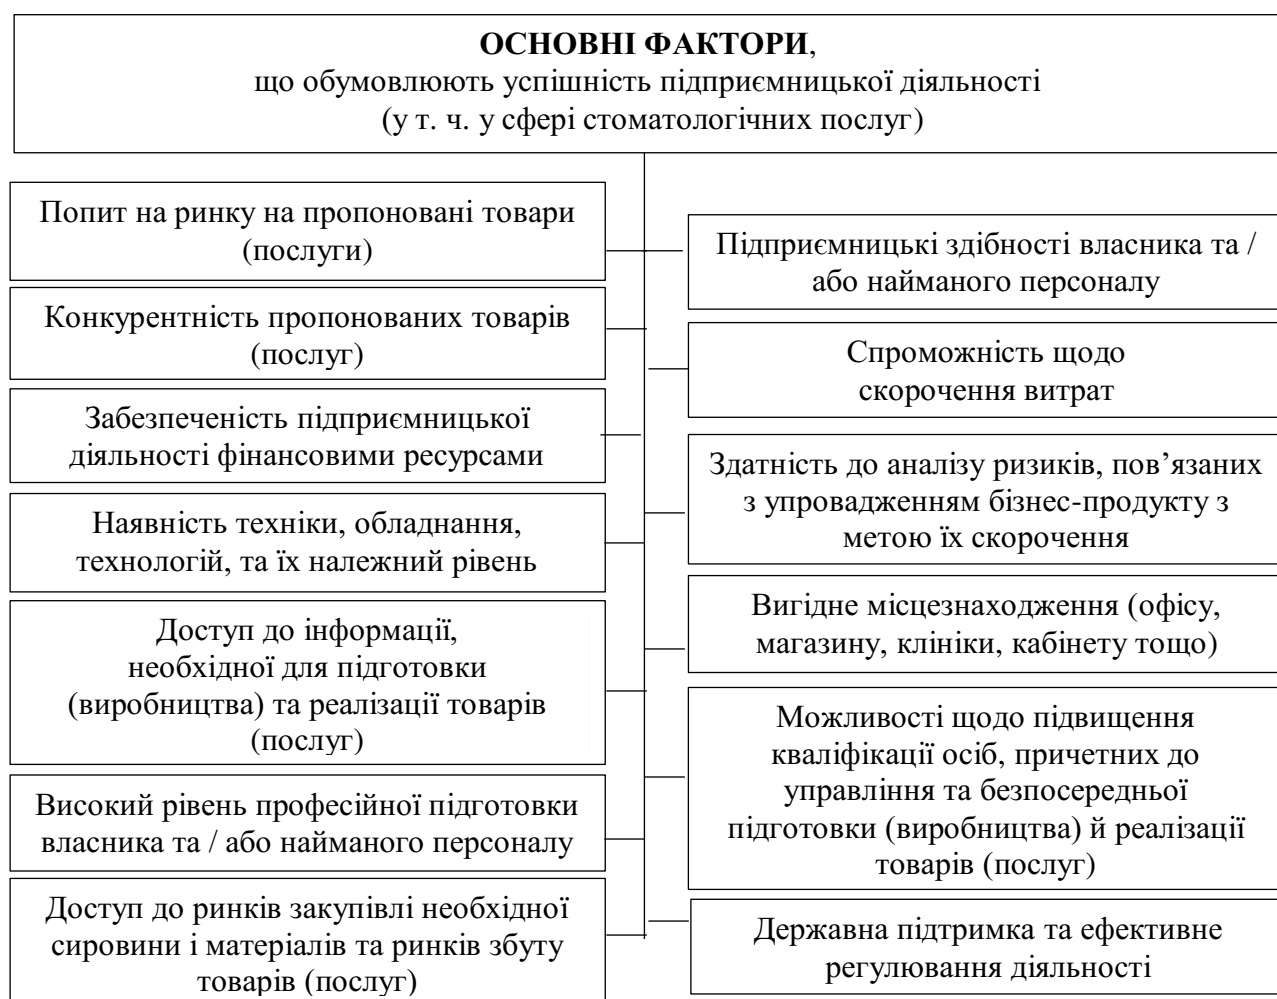 ОСНОВНІ ФАКТОРИ,
що обумовлюють успішність підприємницької діяльності
(у т. ч. у сфері стоматологічних послуг)
Попит на ринку на пропоновані товари
(послуги)
Конкурентність пропонованих товарів
(послуг)
Забезпеченість підприємницької
діяльності фінансовими ресурсами
Наявність техніки, обладнання,
технологій, та їх належний рівень
Доступ до інформації,
необхідної для підготовки
(виробництва) та реалізації товарів
(послуг)
Високий рівень професійної підготовки
власника та / або найманого персоналу
Доступ до ринків закупівлі необхідної
сировини і матеріалів та ринків збуту
товарів (послуг)
Підприємницькі здібності власника та /
або найманого персоналу
Спроможність щодо
скорочення витрат
Здатність до аналізу ризиків, пов’язаних
з упровадженням бізнес-продукту з
метою їх скорочення
Вигідне місцезнаходження (офісу,
магазину, клініки, кабінету тощо)
Можливості щодо підвищення
кваліфікації осіб, причетних до
управління та безпосередньої
підготовки (виробництва) й реалізації
товарів (послуг)
Державна підтримка та ефективне
регулювання діяльності